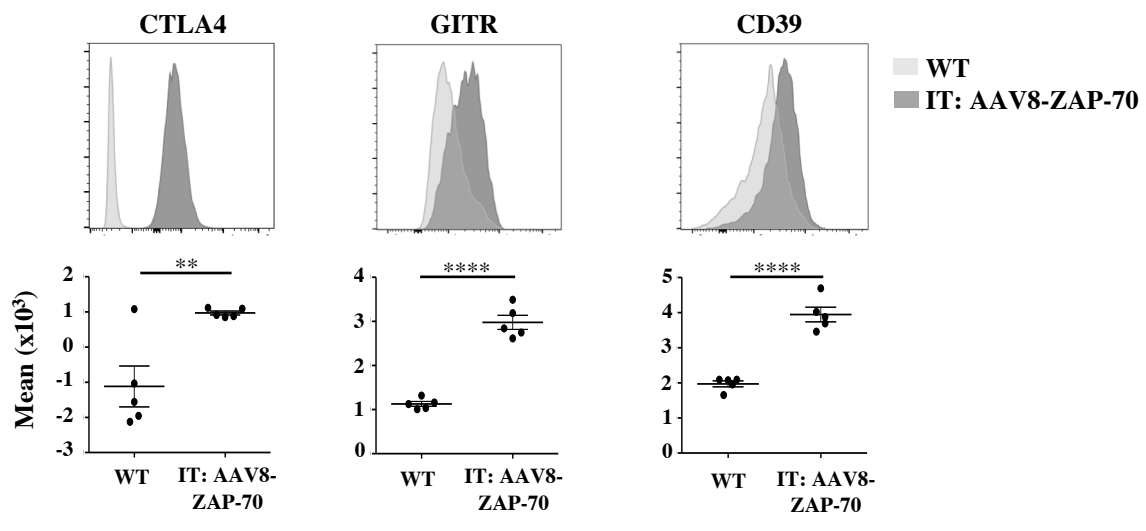 CTLA4
GITR
CD39
WT
IT: AAV8-ZAP-70
Mean (x10³)
**
2
1
0
-1
-2
-3
WT
IT: AAV8-
ZAP-70
****
4
3
2
1
0
WT
IT: AAV8-
ZAP-70
****
5
4
3
2
1
0
WT
IT: AAV8-
ZAP-70